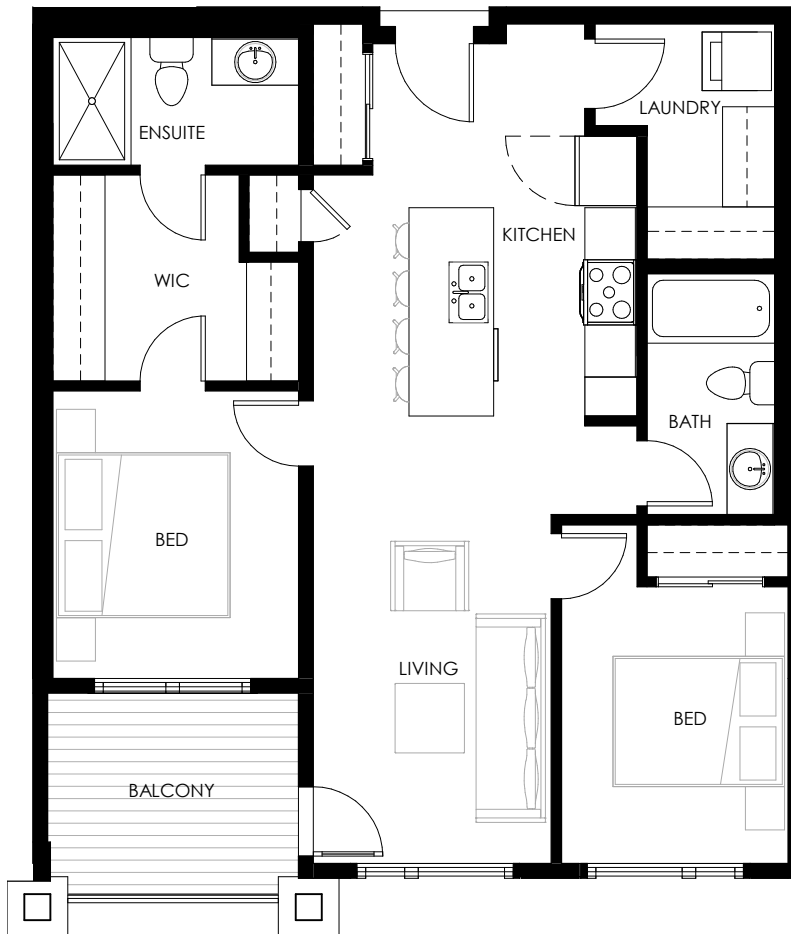 LAUNDRY
ENSUITE
KITCHEN
WIC
BATH
BED
LIVING
BED
BALCONY